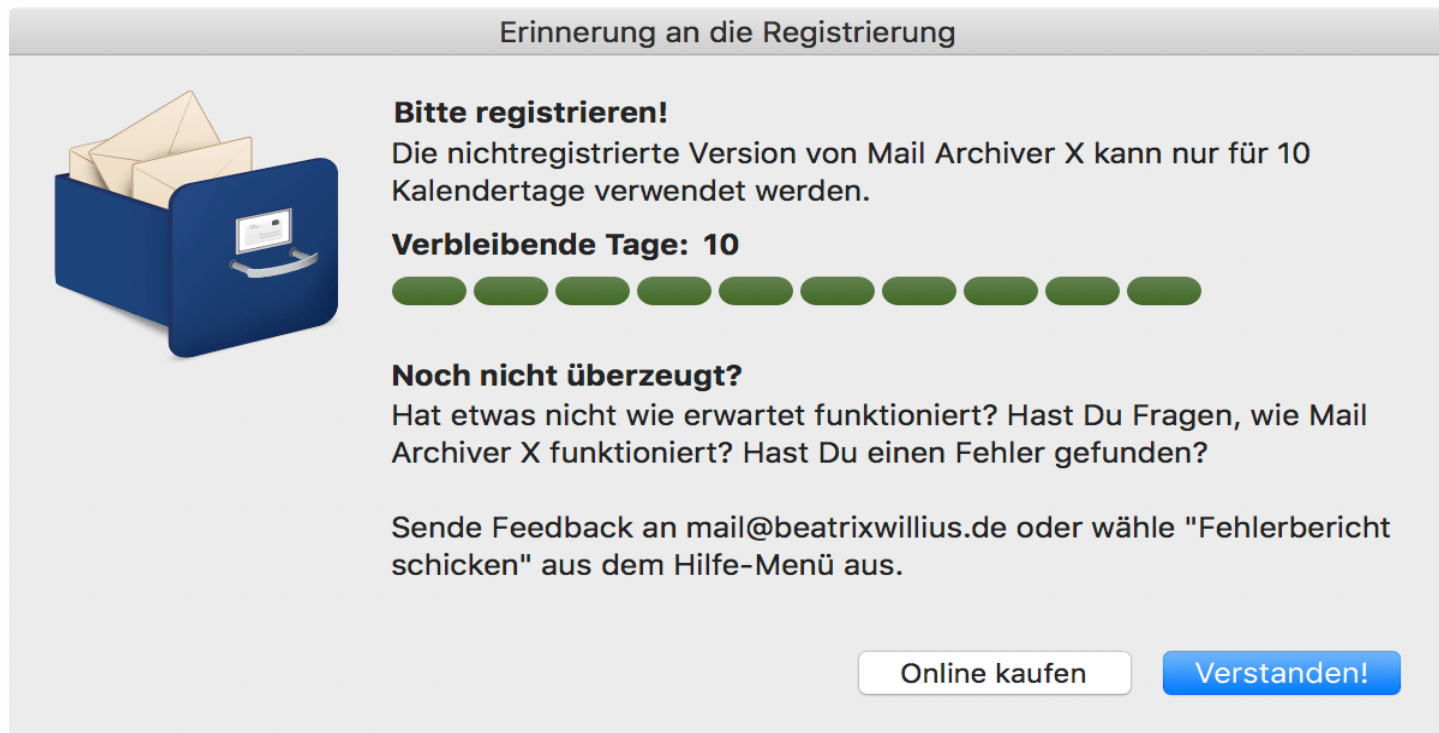 Erinnerung an die Registrierung
Bitte registrieren!
Die nichtregistrierte Version von Mail Archiver X kann nur für 10
Kalendertage verwendet werden.
Verbleibende Tage: 10
Noch nicht überzeugt?
Hat etwas nicht wie erwartet funktioniert? Hast Du Fragen, wie Mail
Archiver X funktioniert? Hast Du einen Fehler gefunden?
Sende Feedback an mail@beatrixwillius.de oder wähle "Fehlerbericht
schicken" aus dem Hilfe-Menü aus.
Online kaufen
Verstanden!